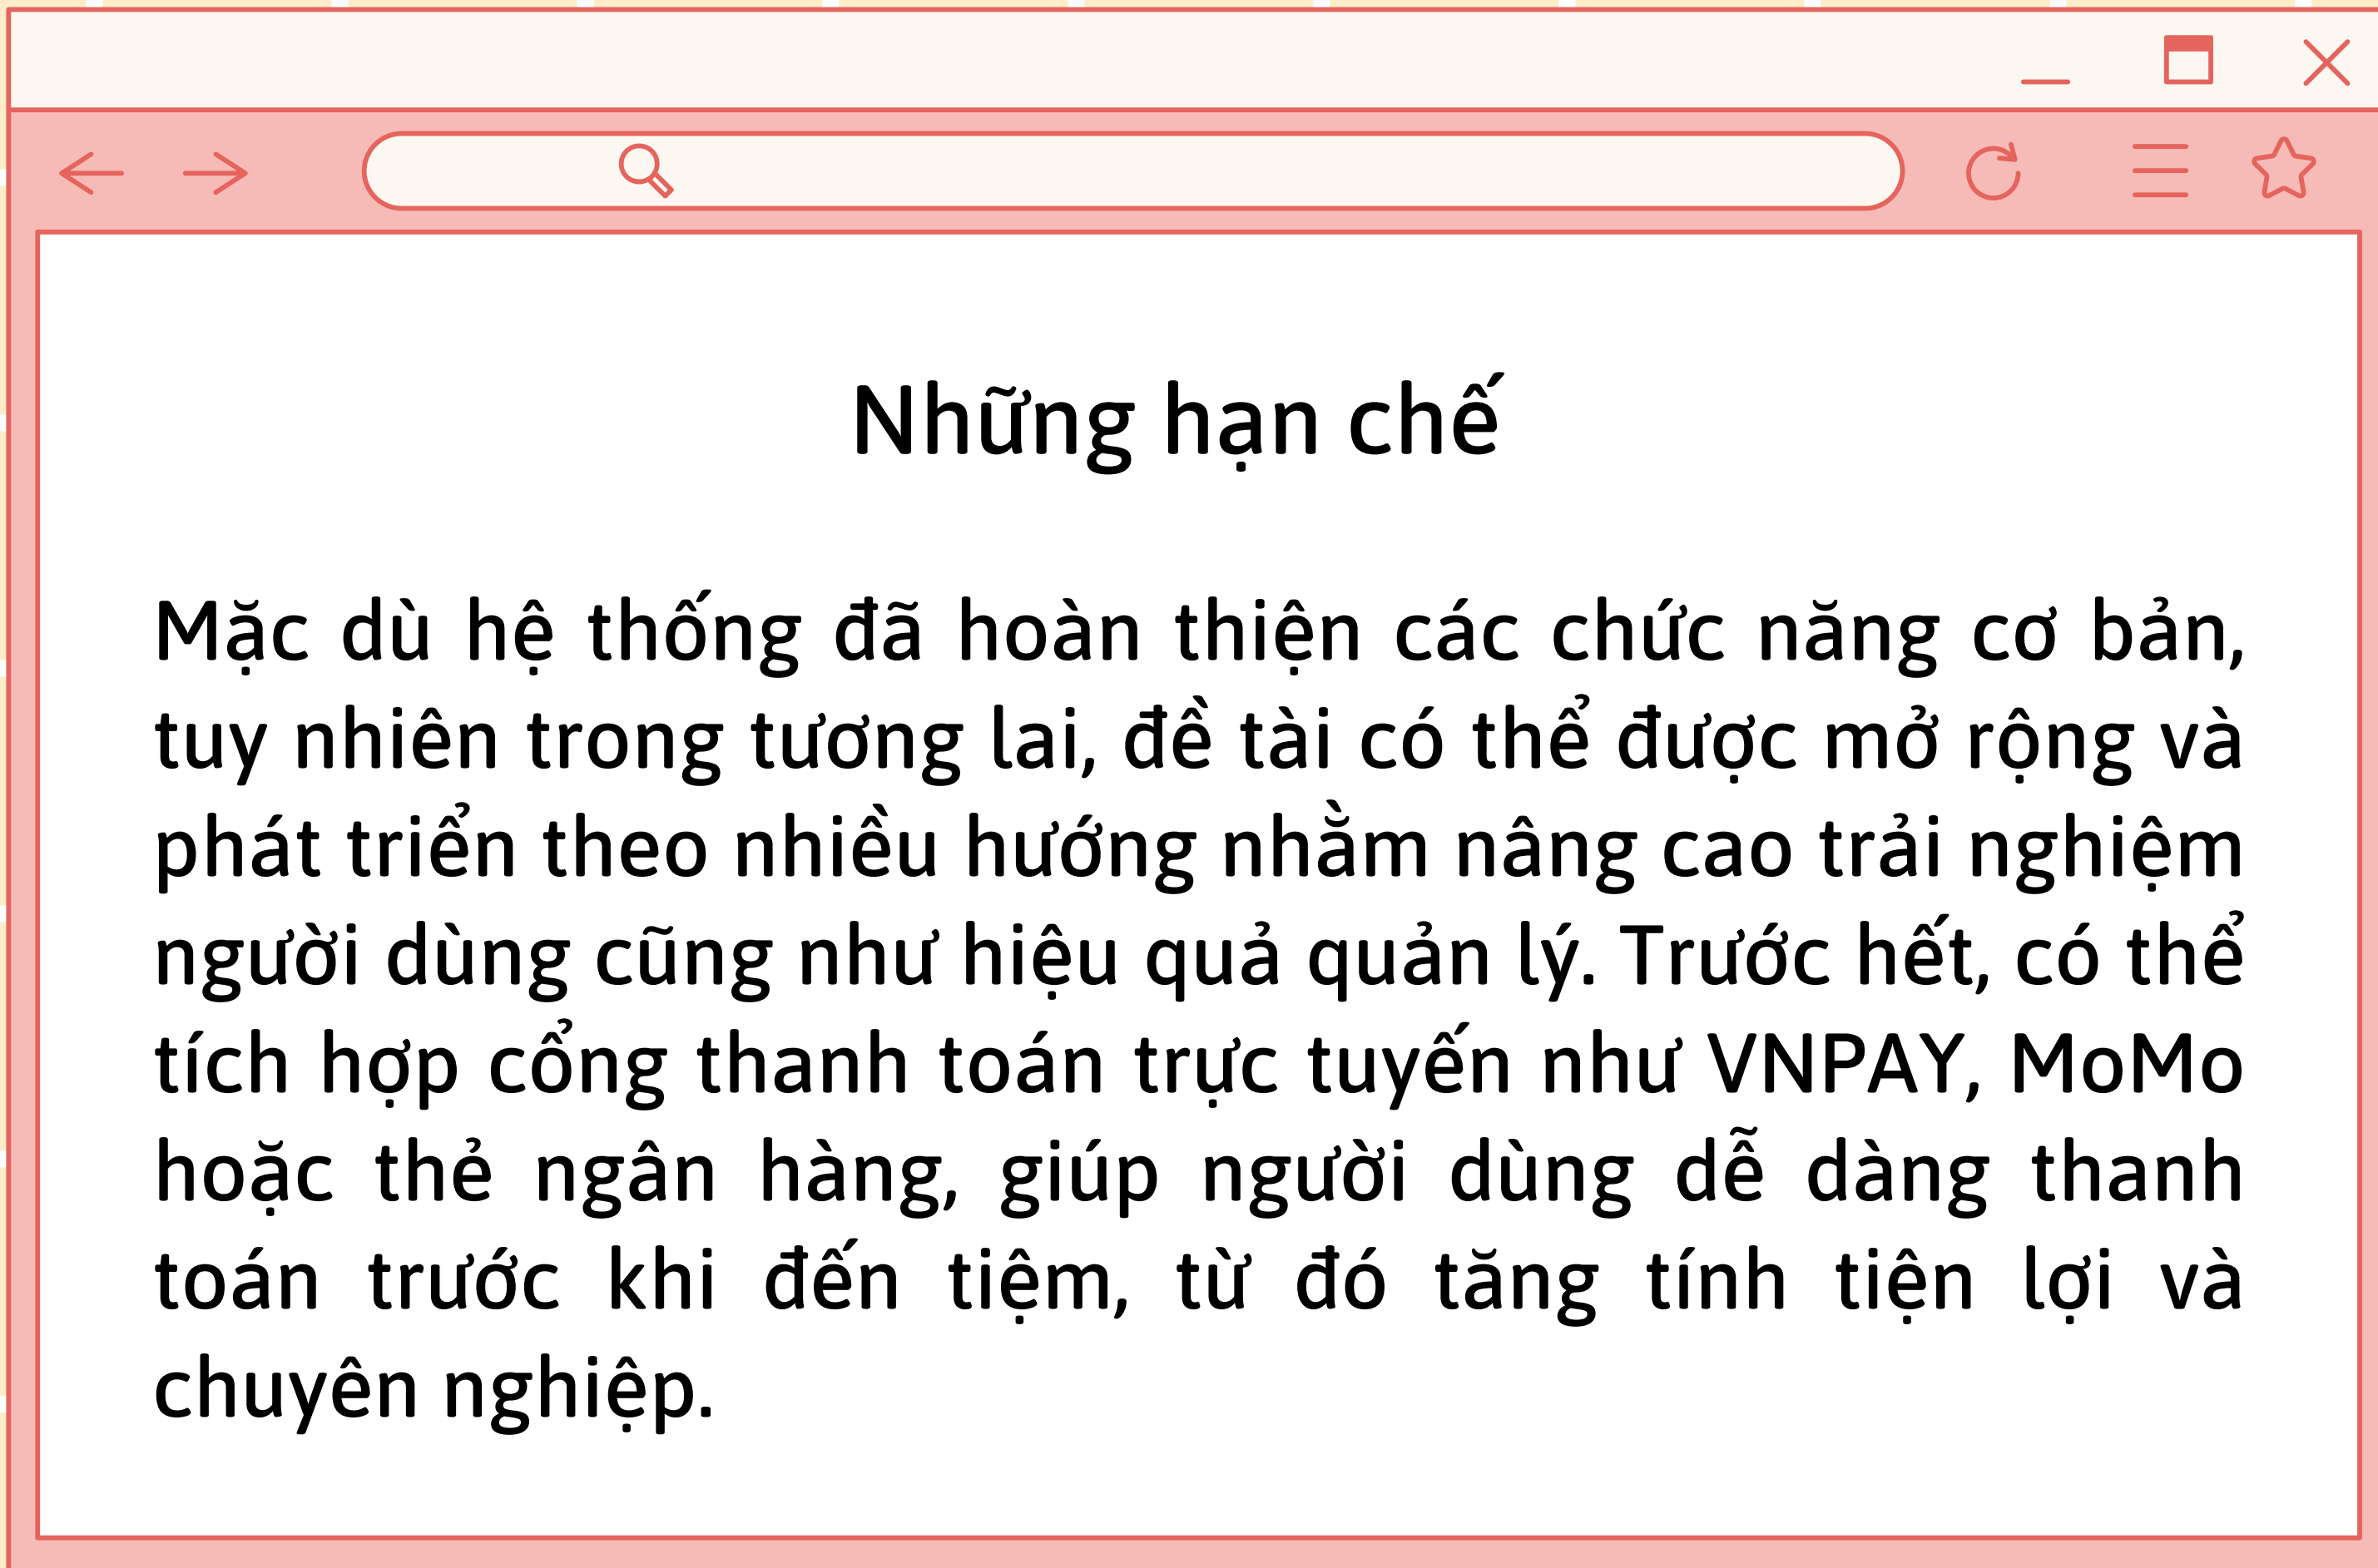 Những hạn chế
Mặc dù hệ thống đã hoàn thiện các chức năng cơ bản,
tuy nhiên trong tương lai, đề tài có thể được mở rộng và
phát triển theo nhiều hướng nhằm nâng cao trải nghiệm
người dùng cũng như hiệu quả quản lý. Trước hết, có thể
tích hợp cổng thanh toán trực tuyến như VNPAY, MoMo
hoặc thẻ ngân hàng, giúp người dùng dễ dàng thanh
toán trước khi đến tiệm, từ đó tăng tính tiện lợi và
chuyên nghiệp.